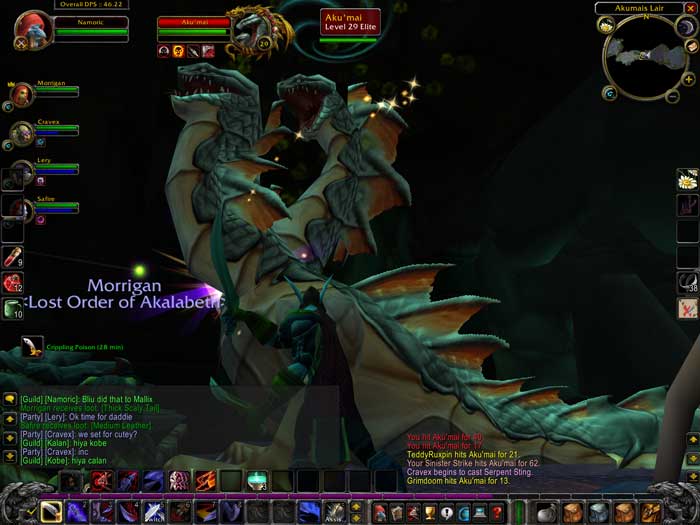 Overall DPS : 46.22
Namoric
Aku'mai
20
Aku'mai
Level 29 Elite
Akumais Lair
N
Morrigan
Cravex
Lery
Safire
9
12
10
38
Morrigan
<Lost Order of Akalabeth>
Crippling Poison (28 min)
[Guild] [Namoric]: Bliu did that to Mallix
Morrigan receives loot: [Thick Scaly Tail].
[Party] [Lery]: Ok time for daddie
Safire receives loot: [Medium Leather].
[Party] [Cravex]: we set for cutey?
[Guild] [Kalan]: hiya kobe
[Party] [Cravex]: inc
[Guild] [Kobe]: hiya calan
You hit Aku'mai for 40.
You hit Aku'mai for 17.
TeddyRuxpin hits Aku'mai for 21.
Your Sinister Strike hits Aku'mai for 62.
Cravex begins to cast Serpent Sting.
Grimdoom hits Aku'mai for 13.
Switch
Assis